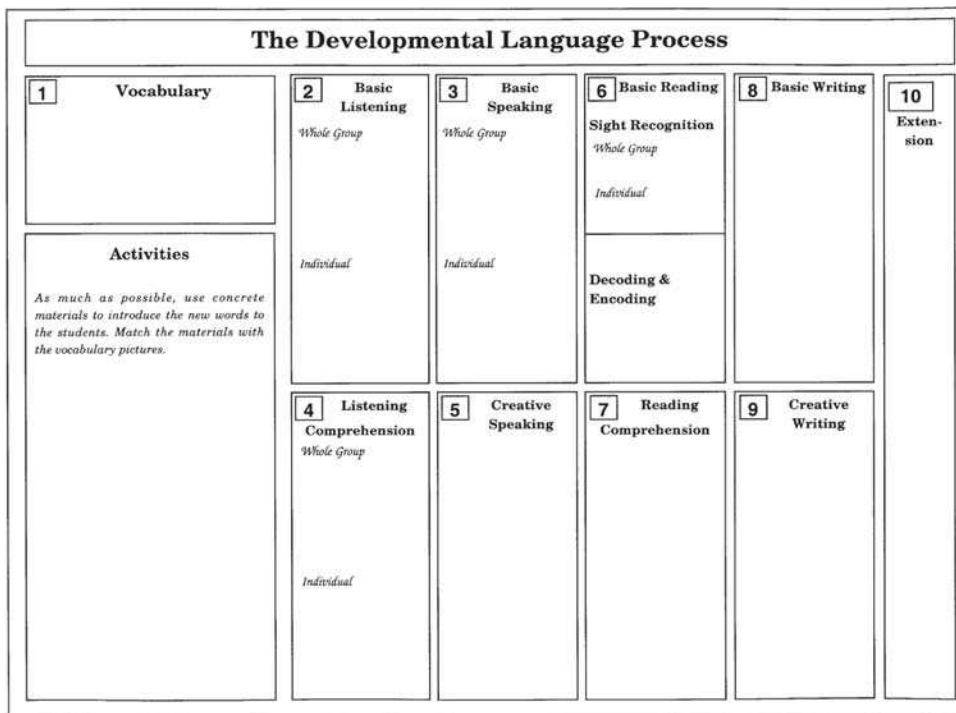 The Developmental Language Process
1
Vocabulary
Activities
As much as possible, use concrete
materials to introduce the new words to
the students. Match the materials with
the vocabulary pictures.
2
Basic
Listening
Whole Group
Individual
3
Basic
Speaking
Whole Group
Individual
4
Listening
Comprehension
Whole Group
Individual
5
Creative
Speaking
6
Basic Reading
Sight Recognition
Whole Group
Individual
Decoding &
Encoding
7
Reading
Comprehension
8
Basic Writing
9
Creative
Writing
10
Exten-
sion